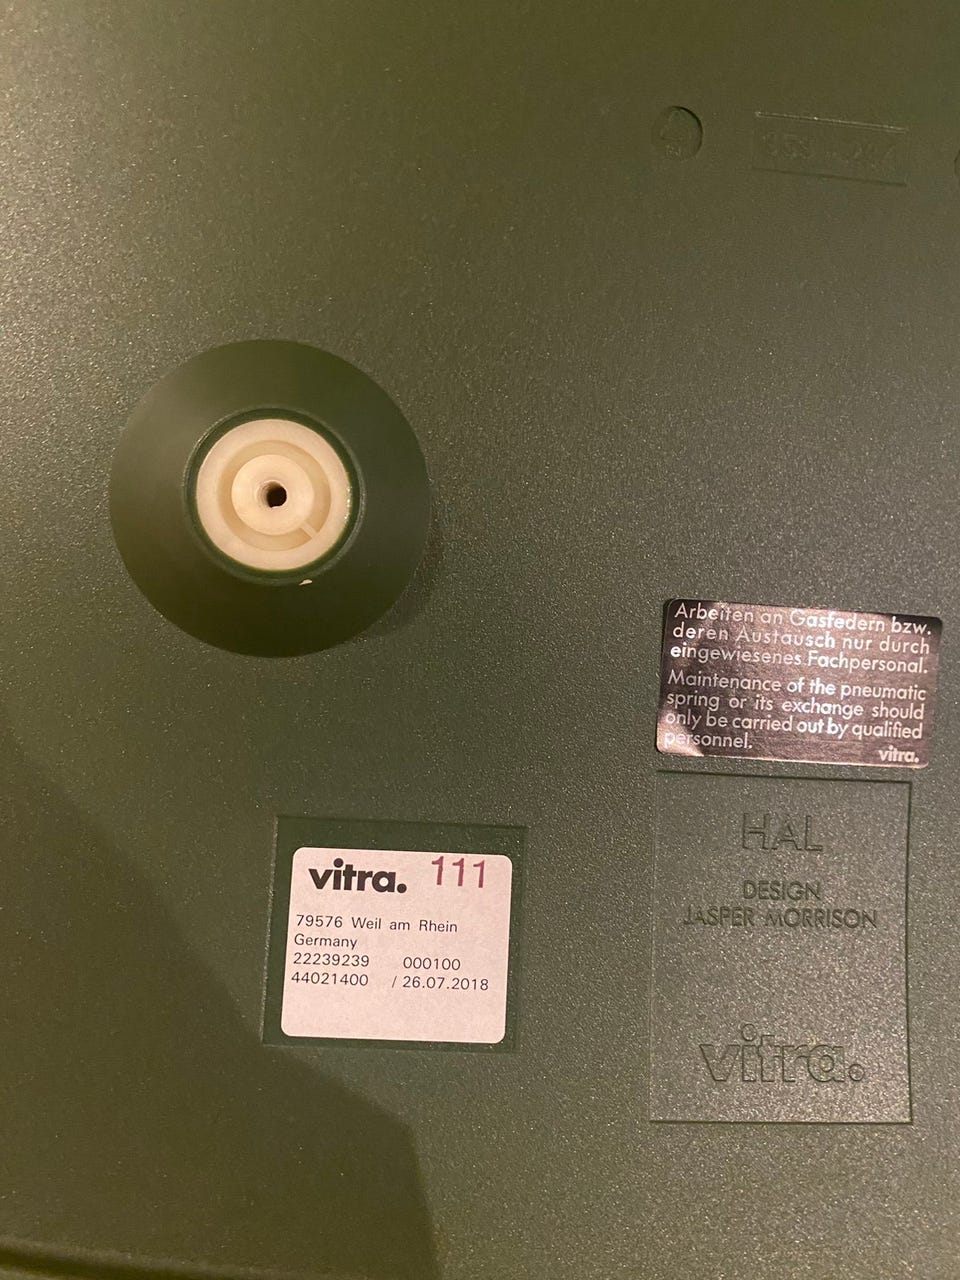 Arbeiten an Gasfedern bzw.
deren Austausch nur durch
eingewiesenes Fachpersonal.
Maintenance of the pneumatic
spring or its exchange should
only be carried out by qualified
personnel.
vitra.
HAL
DESIGN
JASPER MORRISON
vitra.
vitra. 111
79576 Weil am Rhein
Germany
22239239 000100
44021400 / 26.07.2018